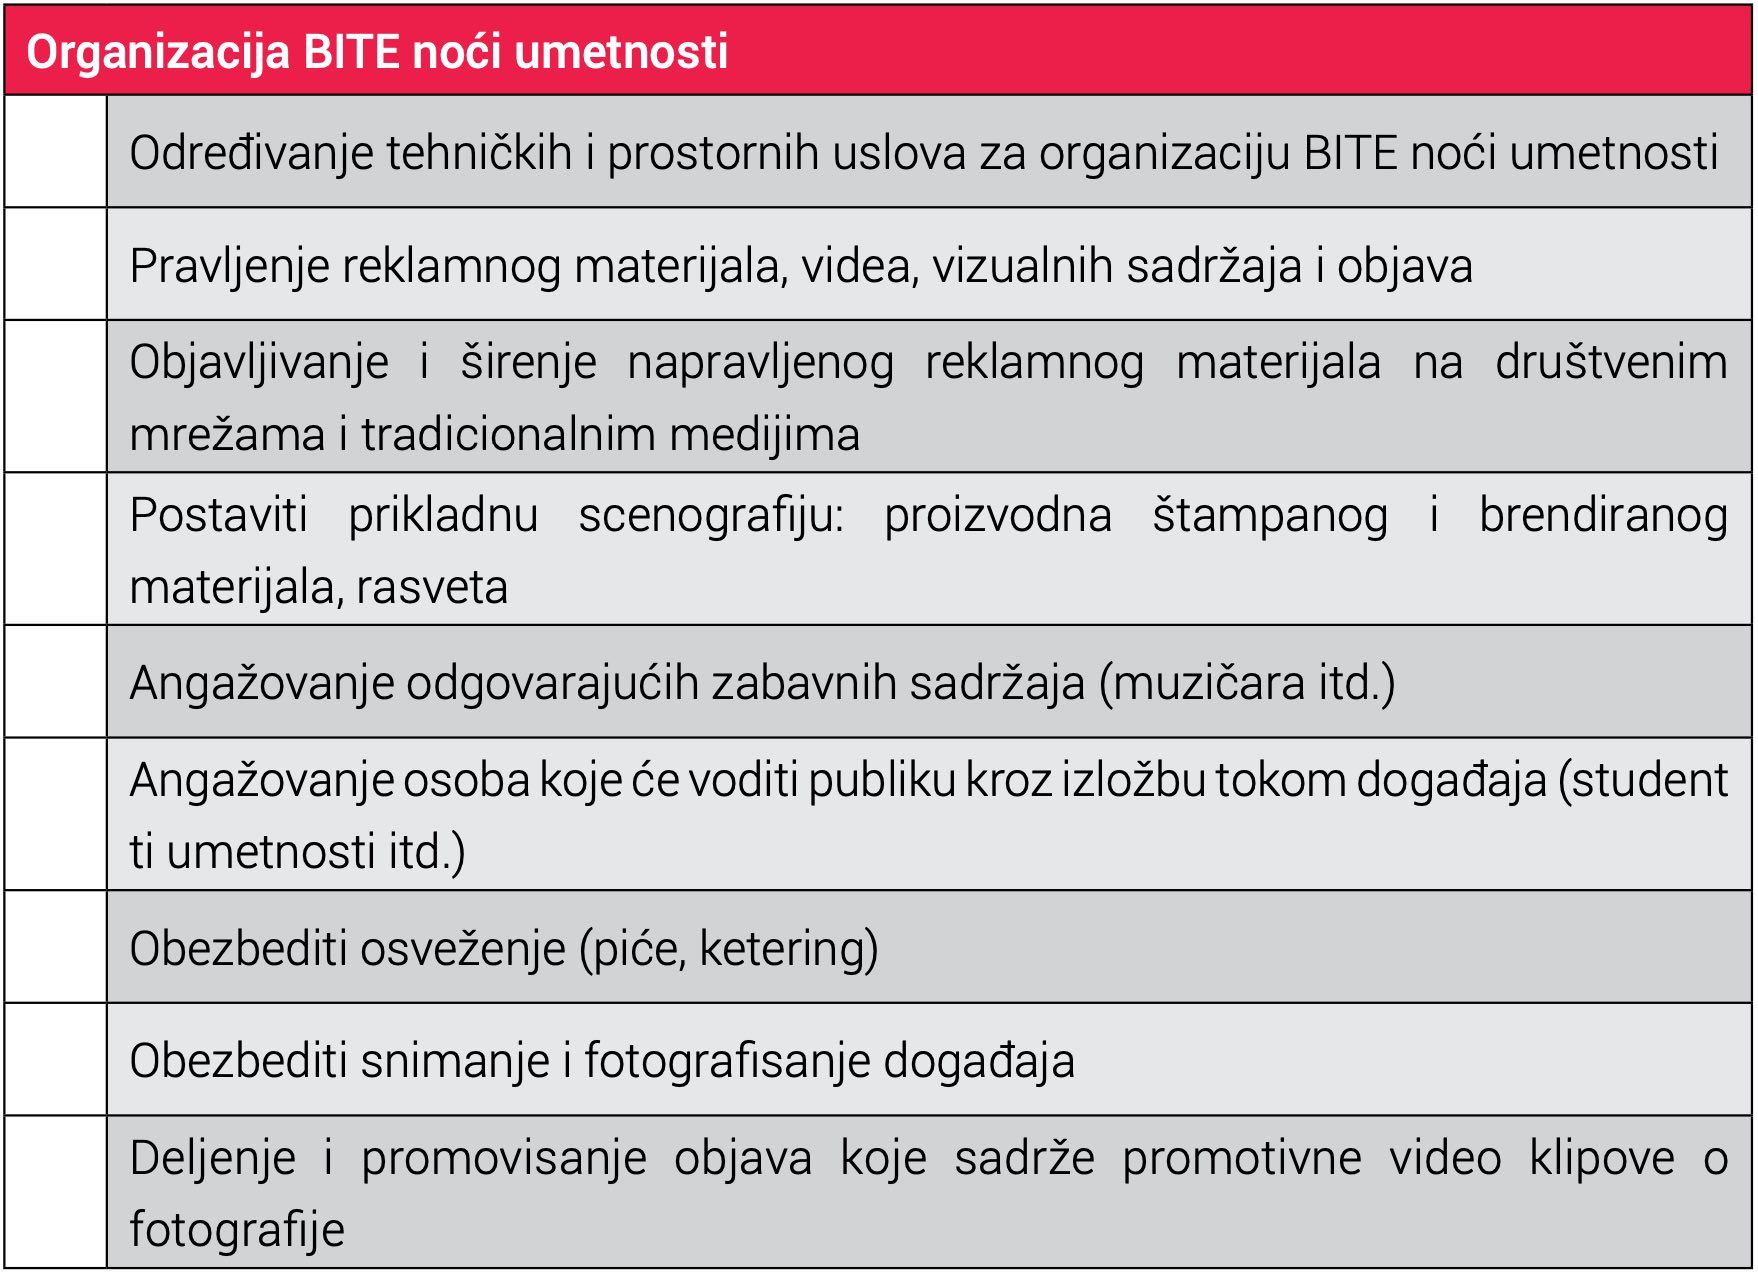 Organizacija BITE noći umetnosti
Određivanje tehničkih i prostornih uslova za organizaciju BITE noći umetnosti
Pravljenje reklamnog materijala, videa, vizualnih sadržaja i objava
Objavljivanje i širenje napravljenog reklamnog materijala na društvenim
mrežama i tradicionalnim medijima
Postaviti prikladnu scenografiju: proizvodna štampanog i brendiranog
materijala, rasveta
Angažovanje odgovarajućih zabavnih sadržaja (muzičara itd.)
Angažovanje osoba koje će voditi publiku kroz izložbu tokom događaja (student
ti umetnosti itd.)
Obezbediti osveženje (piće, ketering)
Obezbediti snimanje i fotografisanje događaja
Deljenje i promovisanje objava koje sadrže promotivne video klipove o
fotografije